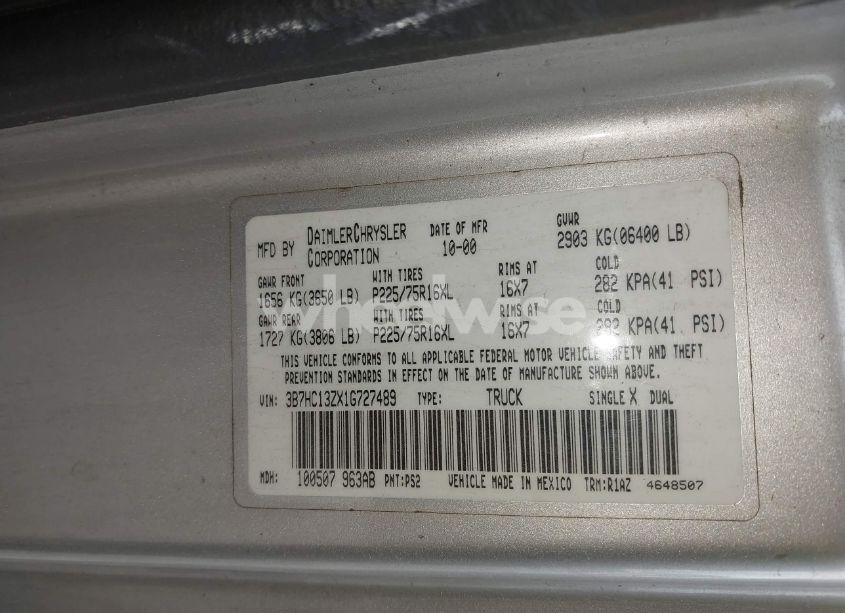 MFD BY DAIMLERCHRYSLER CORPORATION DATE OF MFR 10-00 GVWR 2903 KG(06400 LB)
GAWR FRONT WITH TIRES RIMS AT COLD
1656 KG(3650 LB) P225/75R16XL 16X7 282 KPA(41 PSI)
GAWR REAR WITH TIRES RIMS AT COLD
1727 KG(3806 LB) P225/75R16XL 16X7 282 KPA(41 PSI)
THIS VEHICLE CONFORMS TO ALL APPLICABLE FEDERAL MOTOR VEHICLE SAFETY AND THEFT
PREVENTION STANDARDS IN EFFECT ON THE DATE OF MANUFACTURE SHOWN ABOVE.
VIN: 3B7HC13ZX1G727489 TYPE: TRUCK SINGLE X DUAL
MDH: 100507 963AB PNT:PS2 VEHICLE MADE IN MEXICO TRM:R1AZ 4648507
wheelwise